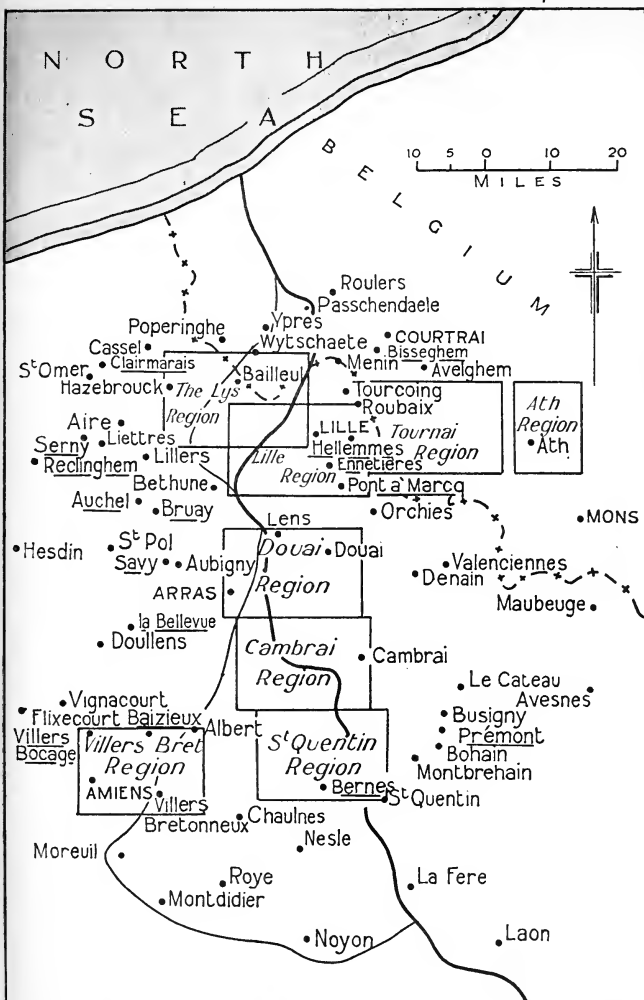 NORTH
SEA
BELGIUM
10 5 0 10 20
MILES
Roulers
Passchendaele
Ypres
Poperinghe
Wytschaete
COURTRAI
Cassel
Bisseghem
Clairmarais
Menin
Avelghem
St Omer
Bailleul
Hazebrouck
The Lys
Region
Tourcoing
Roubaix
Ath
Region
Ath
Aire
LILLE
Tournai
Region
Serny
Liettres
Hellemmes
Lille
Region
Reclinghem
Lillers
Ennetières
Bethune
Pont à Marcq
Auchel
Bruay
Orchies
MONS
Lens
Hesdin
St Pol
Douai
Region
Douai
Savy
Aubigny
Valenciennes
Denain
ARRAS
Maubeuge
la Bellevue
Doullens
Cambrai
Region
Cambrai
Le Cateau
Avesnes
Vignacourt
Flixecourt
Baizieux
Albert
Busigny
Villers
Bocage
Villers Bret
Region
St Quentin
Region
Prémont
Bohain
Montbrehain
AMIENS
Bernes
St Quentin
Villers
Bretonneux
Chaulnes
Moreuil
Nesle
Roye
La Fere
Montdidier
Noyon
Laon